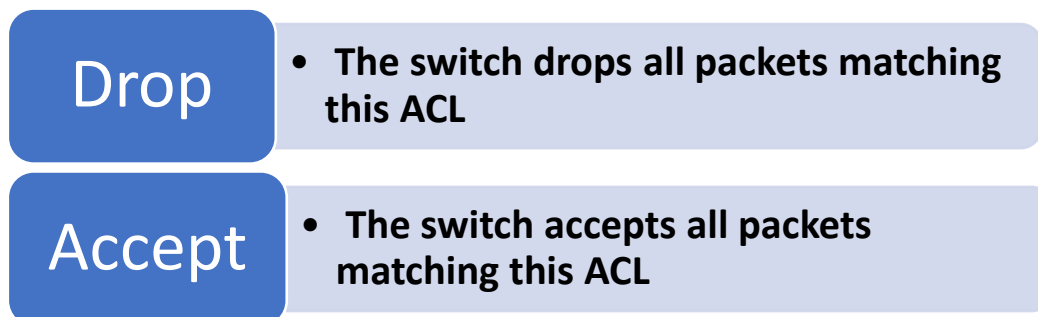 Drop
• The switch drops all packets matching
this ACL
Accept
• The switch accepts all packets
matching this ACL